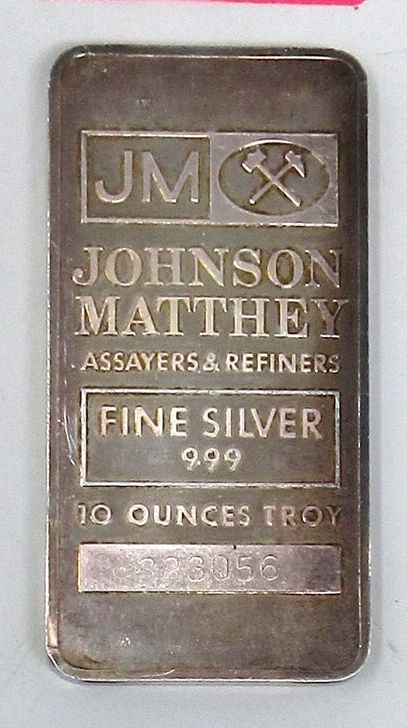 JM
JOHNSON
MATTHEY
ASSAYERS & REFINERS
FINE SILVER
999
10 OUNCES TROY